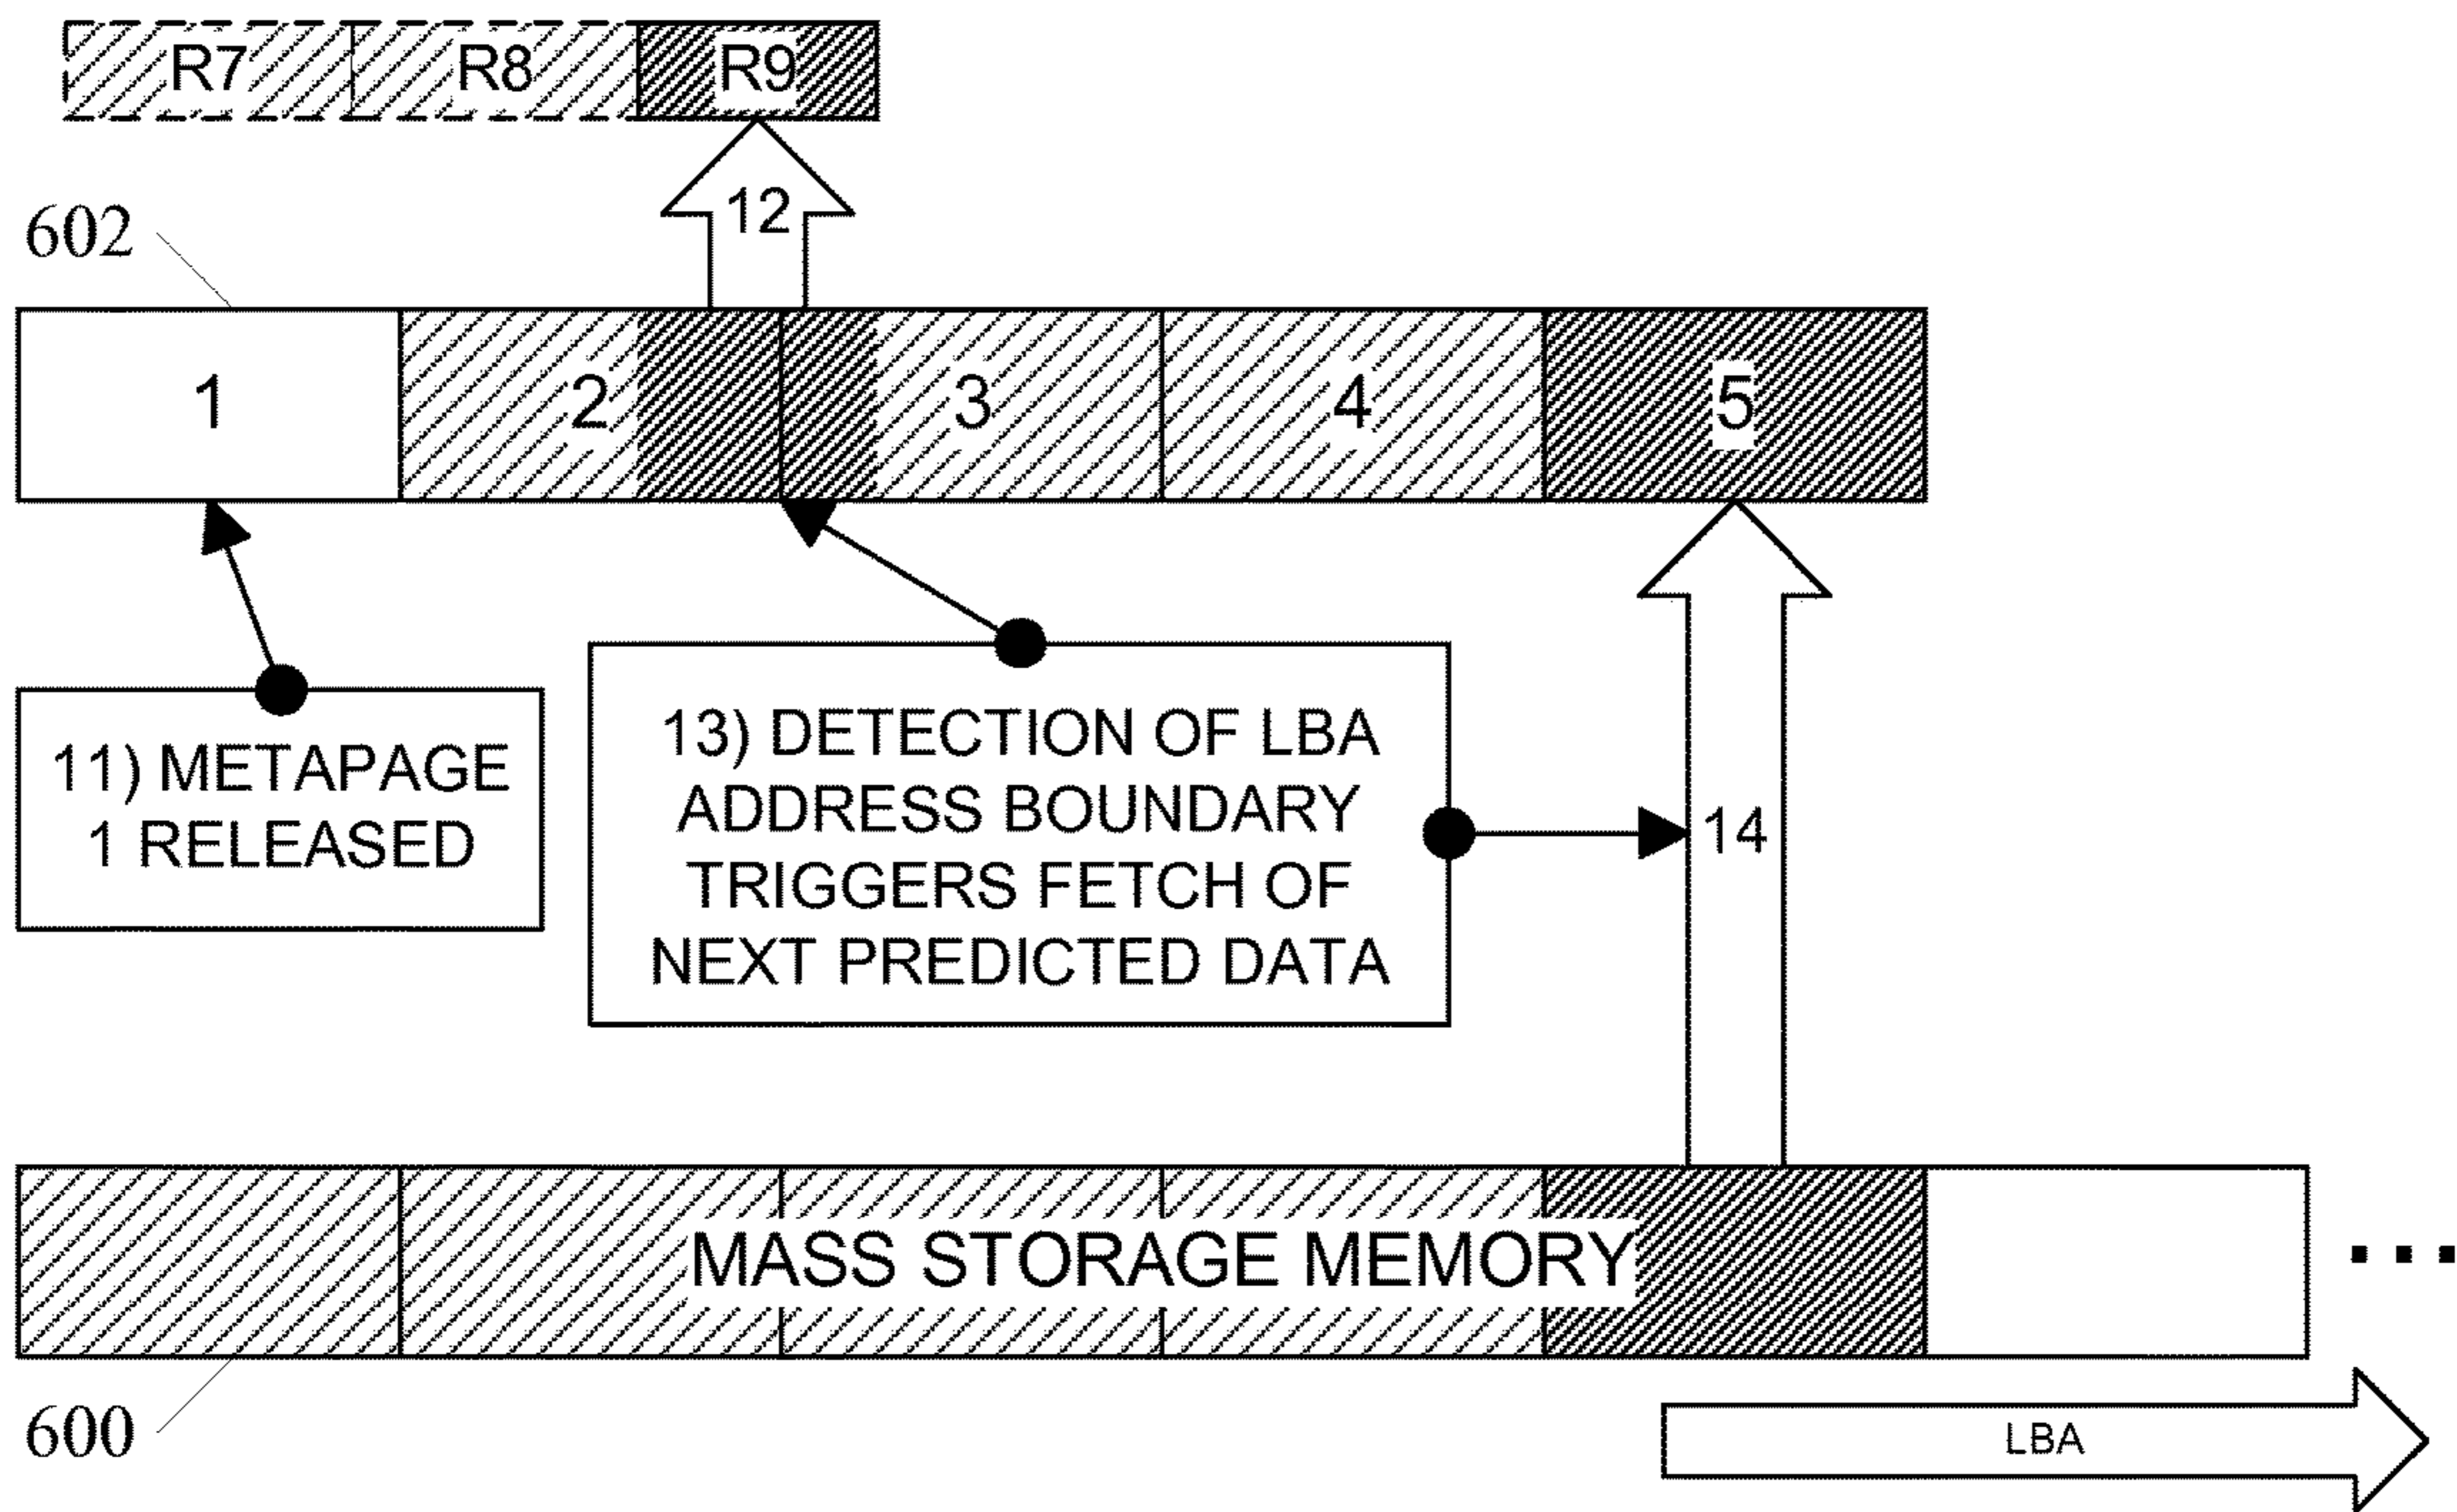 R7 R8 R9
12
602
1 2 3 4 5
11) METAPAGE
1 RELEASED
13) DETECTION OF LBA
ADDRESS BOUNDARY
TRIGGERS FETCH OF
NEXT PREDICTED DATA
14
MASS STORAGE MEMORY
...
600
LBA